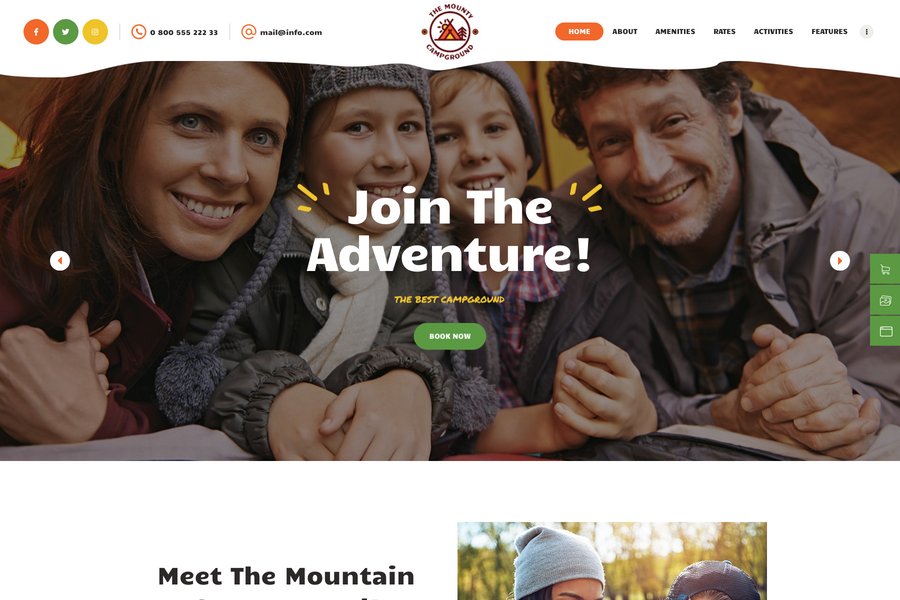 0 800 555 222 33
mail@info.com
THE MOUNTY
CAMPGROUND
HOME
ABOUT
AMENITIES
RATES
ACTIVITIES
FEATURES
Join The
Adventure!
THE BEST CAMPGROUND
BOOK NOW
Meet The Mountain